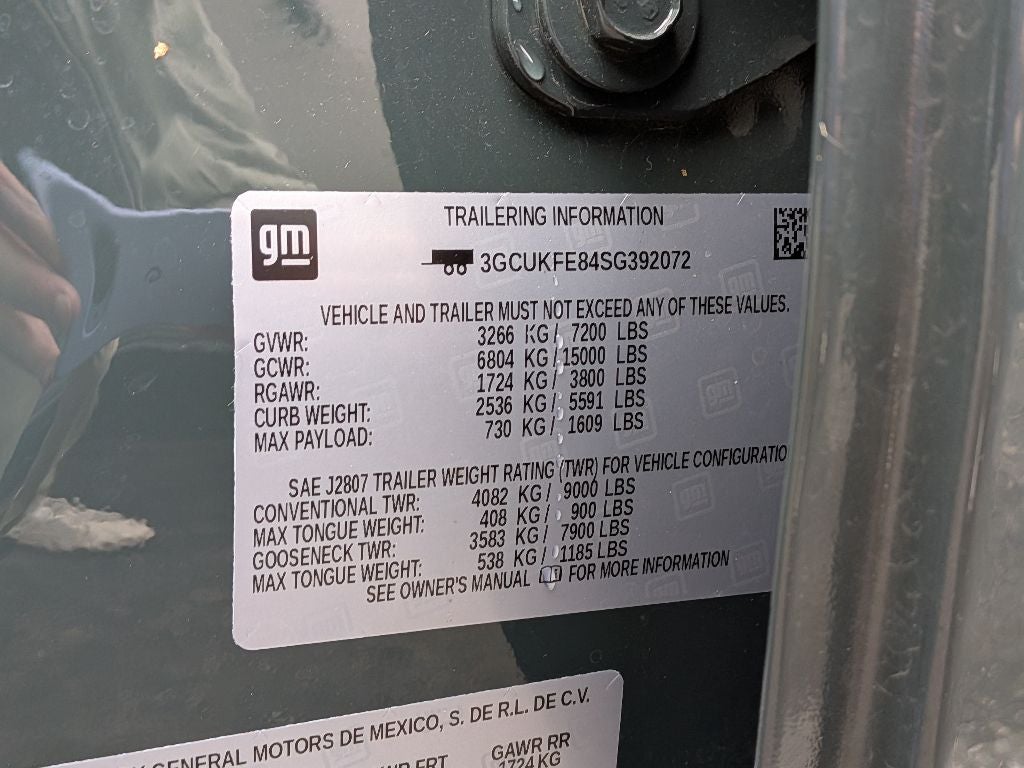 gm
TRAILERING INFORMATION
3GCUKFE84SG392072
VEHICLE AND TRAILER MUST NOT EXCEED ANY OF THESE VALUES.
GVWR: 3266 KG / 7200 LBS
GCWR: 6804 KG / 15000 LBS
RGAWR: 1724 KG / 3800 LBS
CURB WEIGHT: 2536 KG / 5591 LBS
MAX PAYLOAD: 730 KG / 1609 LBS
SAE J2807 TRAILER WEIGHT RATING (TWR) FOR VEHICLE CONFIGURATIO
CONVENTIONAL TWR: 4082 KG / 9000 LBS
MAX TONGUE WEIGHT: 408 KG / 900 LBS
GOOSENECK TWR: 3583 KG / 7900 LBS
MAX TONGUE WEIGHT: 538 KG / 1185 LBS
SEE OWNER'S MANUAL FOR MORE INFORMATION
GENERAL MOTORS DE MEXICO, S. DE R.L. DE C.V.
FRT GAWR RR
1724 KG